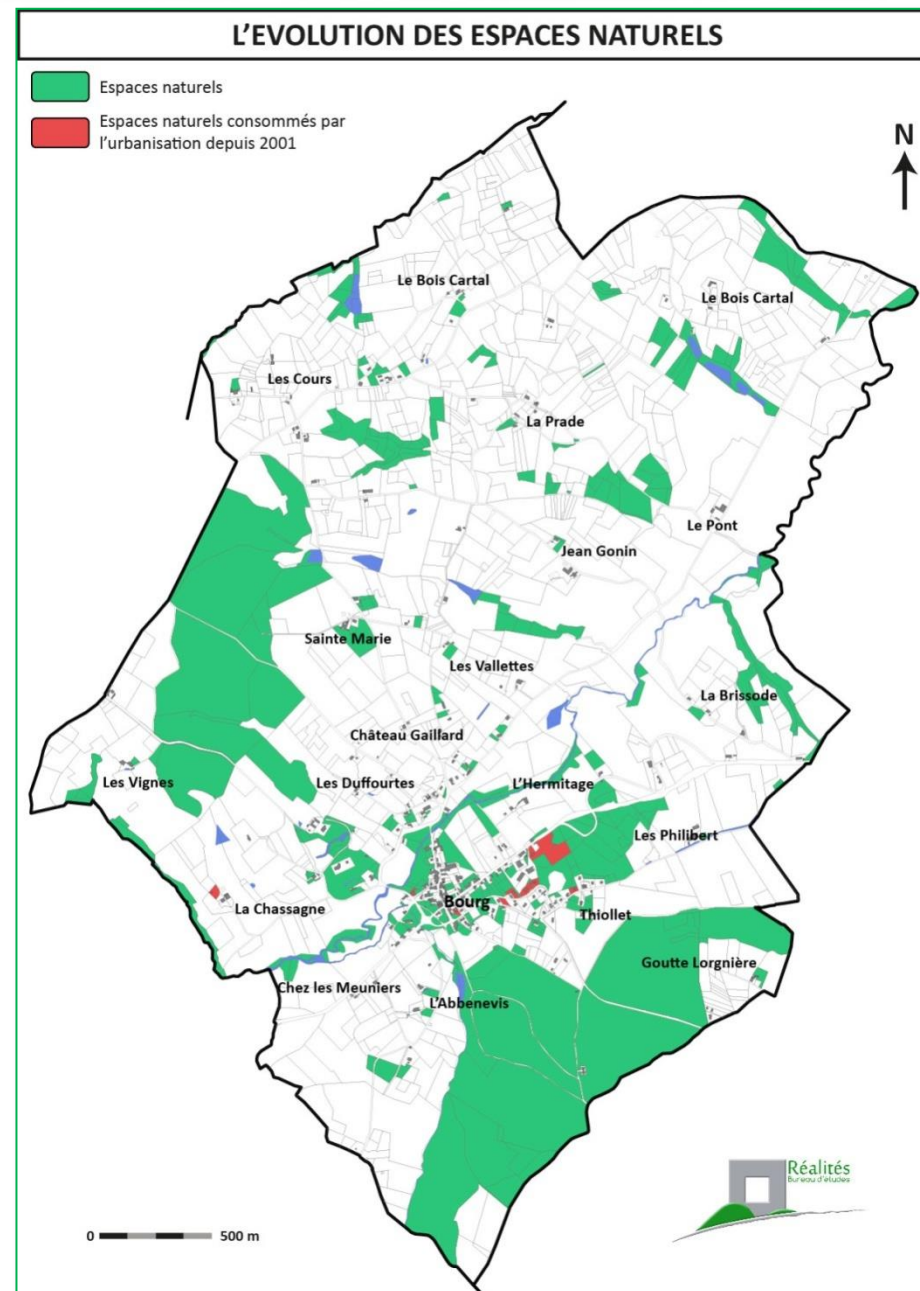 L'EVOLUTION DES ESPACES NATURELS
Espaces naturels
Espaces naturels consommés par
l'urbanisation depuis 2001
N
Le Bois Cartal
Le Bois Cartal
Les Cours
La Prade
Le Pont
Jean Gonin
Sainte Marie
Les Vallettes
La Brissode
Château Gaillard
Les Vignes
Les Duffourtes
L'Hermitage
Les Philibert
La Chassagne
Bourg
Thiollet
Goutte Lorgnière
Chez les Meuniers
L'Abbenevis
Réalités
Bureau d'études
0
500 m